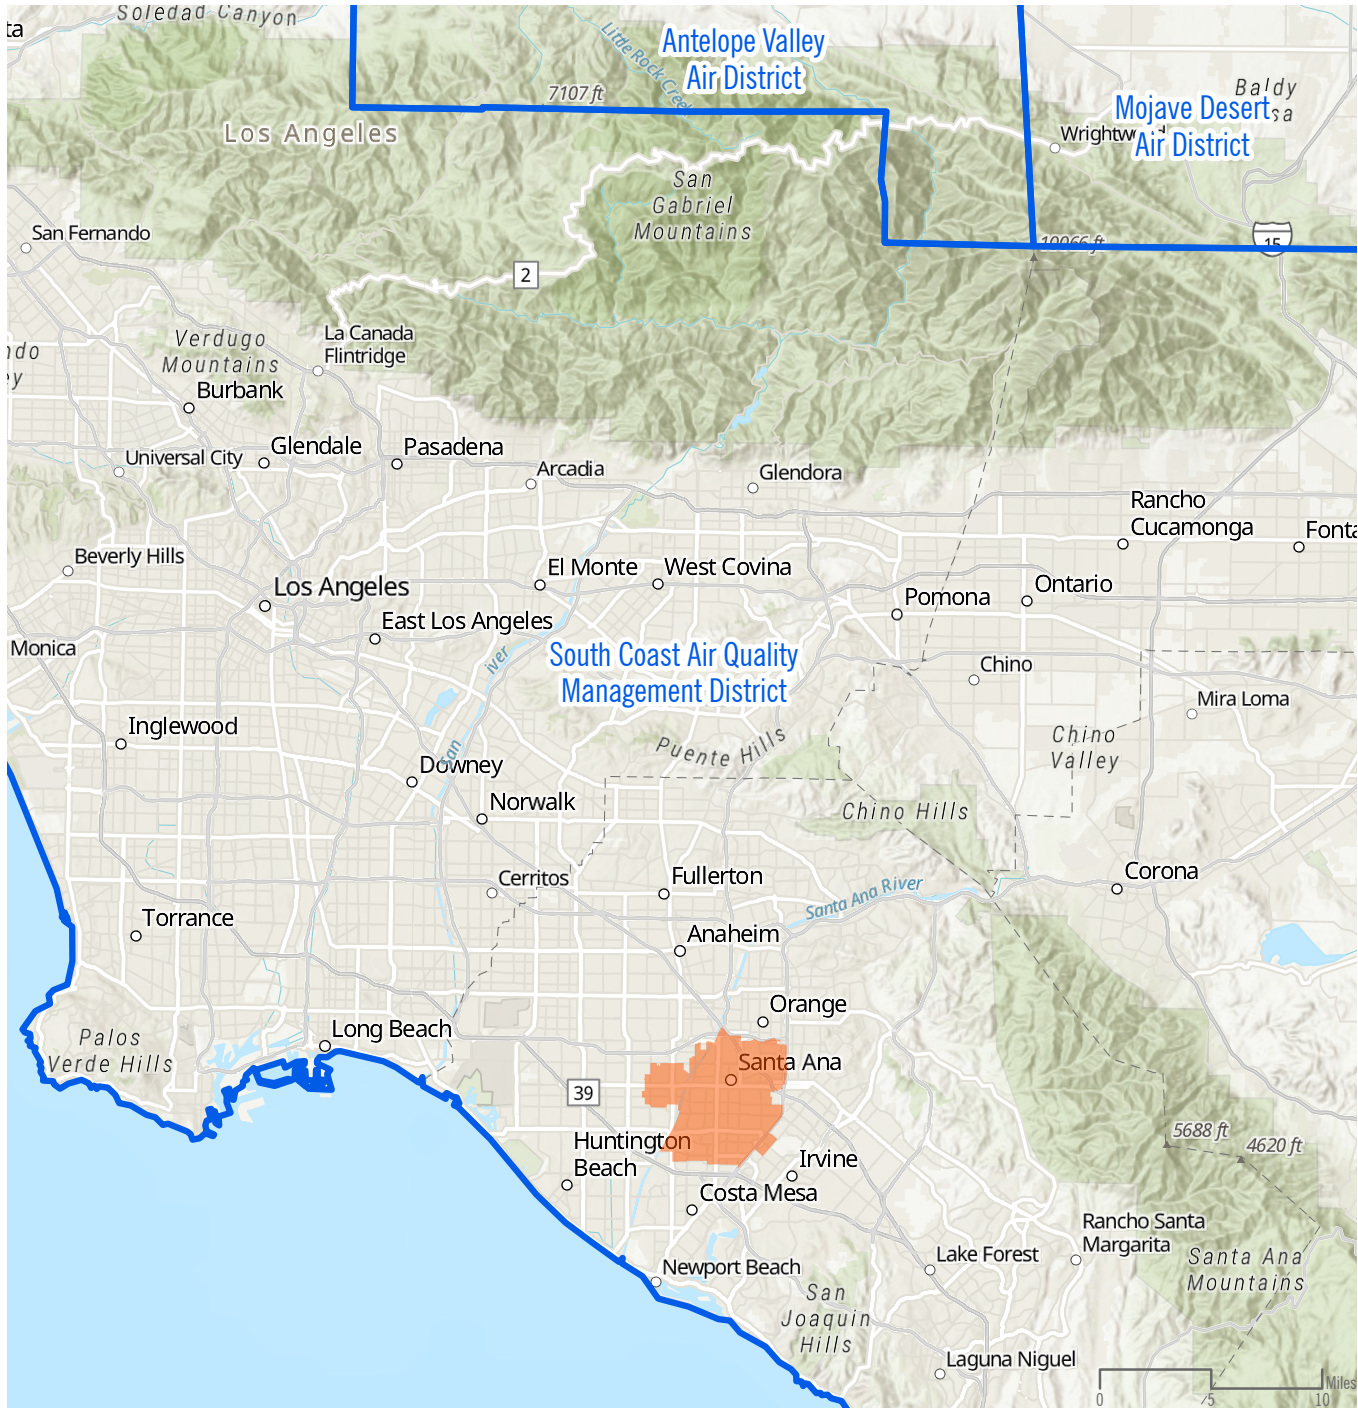 Soledad Canyon
ta
Little Rock Creek
Antelope Valley
Air District
7107 ft
Baldy
Mojave Desert
Air District
Los Angeles
San
Gabriel
Mountains
San Fernando
10066 ft
15
2
Verdugo
Mountains
La Canada
Flintridge
ndo
ey
Burbank
Glendale
Pasadena
Universal City
Arcadia
Glendora
Rancho
Cucamonga
Fonta
Beverly Hills
El Monte
West Covina
Los Angeles
Pomona
Ontario
East Los Angeles
Monica
iver
South Coast Air Quality
Management District
Chino
Mira Loma
Inglewood
San
Puente Hills
Chino
Valley
Downey
Norwalk
Chino Hills
Cerritos
Fullerton
Santa Ana River
Corona
Torrance
Anaheim
Orange
Palos
Verde Hills
Long Beach
Santa Ana
39
Huntington
Beach
Irvine
5688 ft
4620 ft
Costa Mesa
Rancho Santa
Margarita
Lake Forest
Santa Ana
Mountains
Newport Beach
San
Joaquin
Hills
Laguna Niguel
Miles
0
5
10